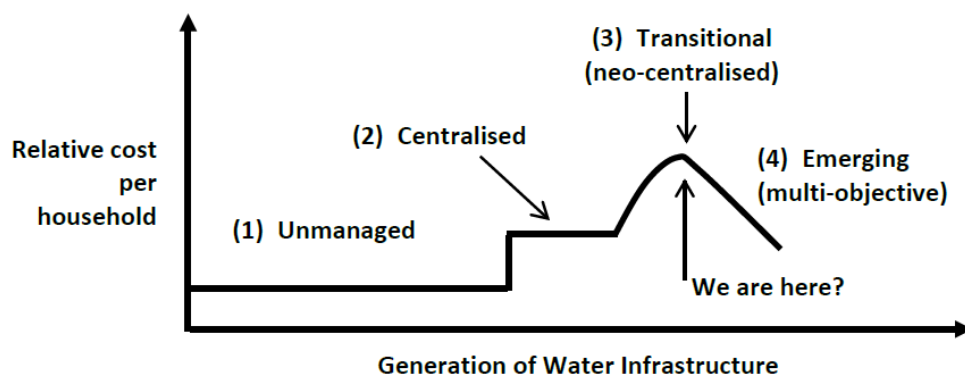 (3) Transitional
(neo-centralised)
(2) Centralised
Relative cost
per
household
(4) Emerging
(multi-objective)
(1) Unmanaged
We are here?
Generation of Water Infrastructure